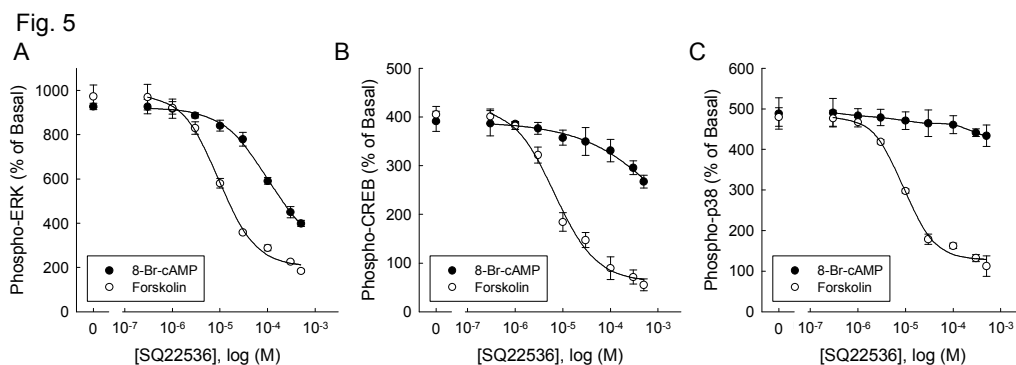 Fig. 5
A
Phospho-ERK (% of Basal)
1000
800
600
400
200
0
8-Br-cAMP
Forskolin
0
10⁻⁷
10⁻⁶
10⁻⁵
10⁻⁴
10⁻³
[SQ22536], log (M)
B
Phospho-CREB (% of Basal)
500
400
300
200
100
0
8-Br-cAMP
Forskolin
0
10⁻⁷
10⁻⁶
10⁻⁵
10⁻⁴
10⁻³
[SQ22536], log (M)
C
Phospho-p38 (% of Basal)
600
500
400
300
200
100
0
8-Br-cAMP
Forskolin
0
10⁻⁷
10⁻⁶
10⁻⁵
10⁻⁴
10⁻³
[SQ22536], log (M)